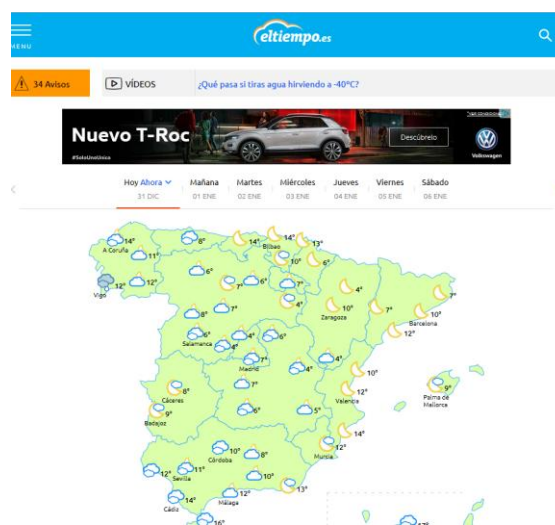 MENU
eltiempo.es
34 Avisos
VÍDEOS
¿Qué pasa si tiras agua hirviendo a -40ºC?
Nuevo T-Roc
#SoloUnoUnica
Descúbrelo
Volkswagen
Hoy Ahora
Mañana
Martes
Miércoles
Jueves
Viernes
Sábado
31 DIC
01 ENE
02 ENE
03 ENE
04 ENE
05 ENE
06 ENE
14°
A Coruña
11°
8°
14°
Bilbao
14°
13°
10°
6°
12°
Vigo
12°
6°
7°
6°
7°
4°
4°
10°
Zaragoza
7°
7°
10°
Barcelona
12°
8°
7°
6°
Salamanca
4°
4°
6°
7°
Madrid
4°
4°
10°
8°
Cáceres
7°
12°
Valencia
9°
Palma de
Mallorca
9°
Badajoz
6°
5°
14°
12°
Murcia
10°
Córdoba
8°
12°
11°
Sevilla
10°
13°
14°
Cádiz
12°
Málaga
16°
17°